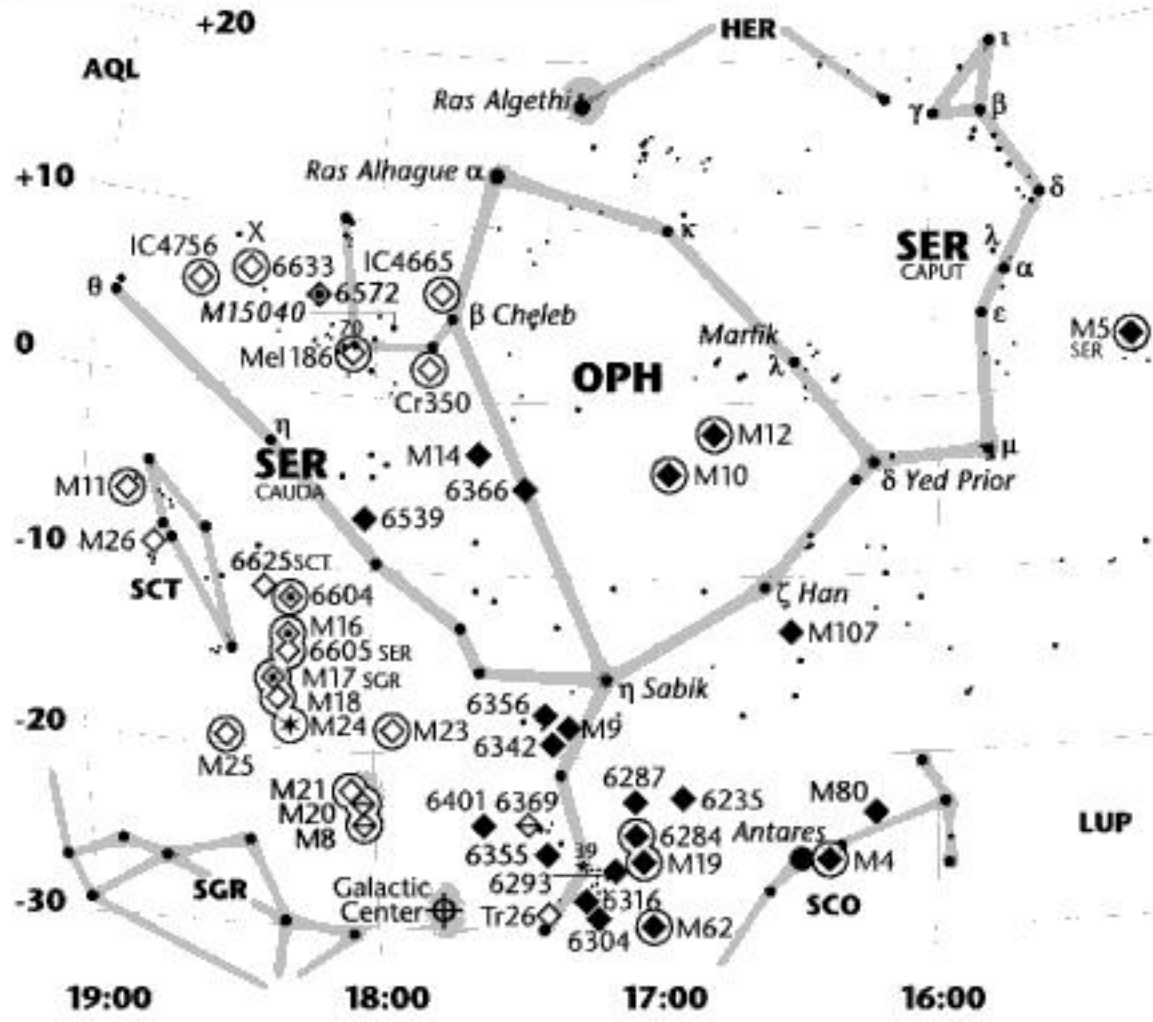 +20
HER
ι
AQL
Ras Algethi
γ
β
+10
Ras Alhague α
δ
κ
SER
CAPUT
λ
α
IC4756
X
6633
IC4665
θ
6572
M15040
β Cheleb
ε
0
70
Mel 186
Marfik
λ
M5
SER
Cr350
OPH
η
SER
CAUDA
M14
M12
M10
μ
δ Yed Prior
M11
6366
6539
-10
M26
SCT
6625 SCT
6604
ζ Han
M16
M107
6605 SER
M17 SGR
η Sabik
M18
6356
-20
M24
M23
M9
M25
6342
M21
6287
M20
6401
6369
6235
M80
M8
6284
Antares
LUP
6355
39
M19
M4
6293
SGR
Galactic
Center
6316
-30
Tr26
SCO
6304
M62
19:00
18:00
17:00
16:00